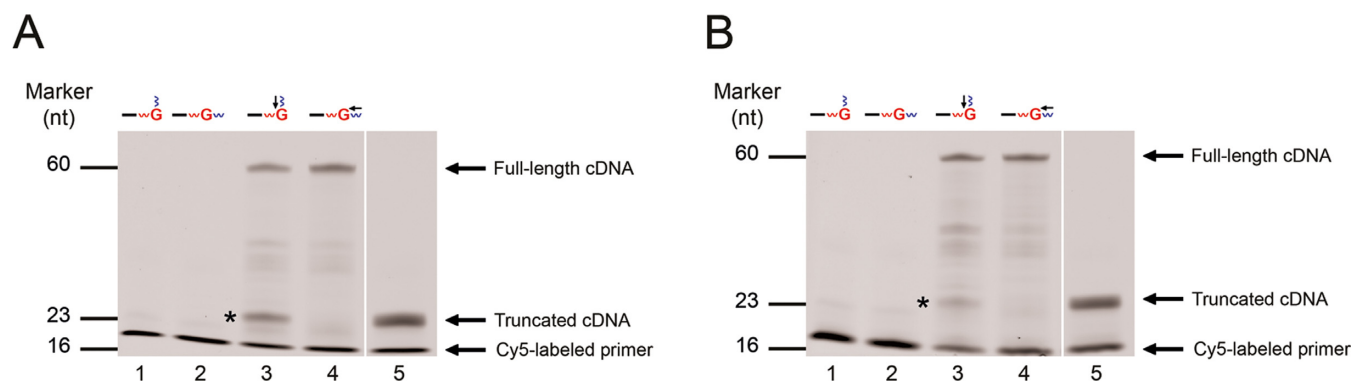 A
Marker
(nt)
G G G G
60
Full-length cDNA
23
*
Truncated cDNA
16
Cy5-labeled primer
1 2 3 4 5
B
Marker
(nt)
G G G G
60
Full-length cDNA
23
*
Truncated cDNA
16
Cy5-labeled primer
1 2 3 4 5